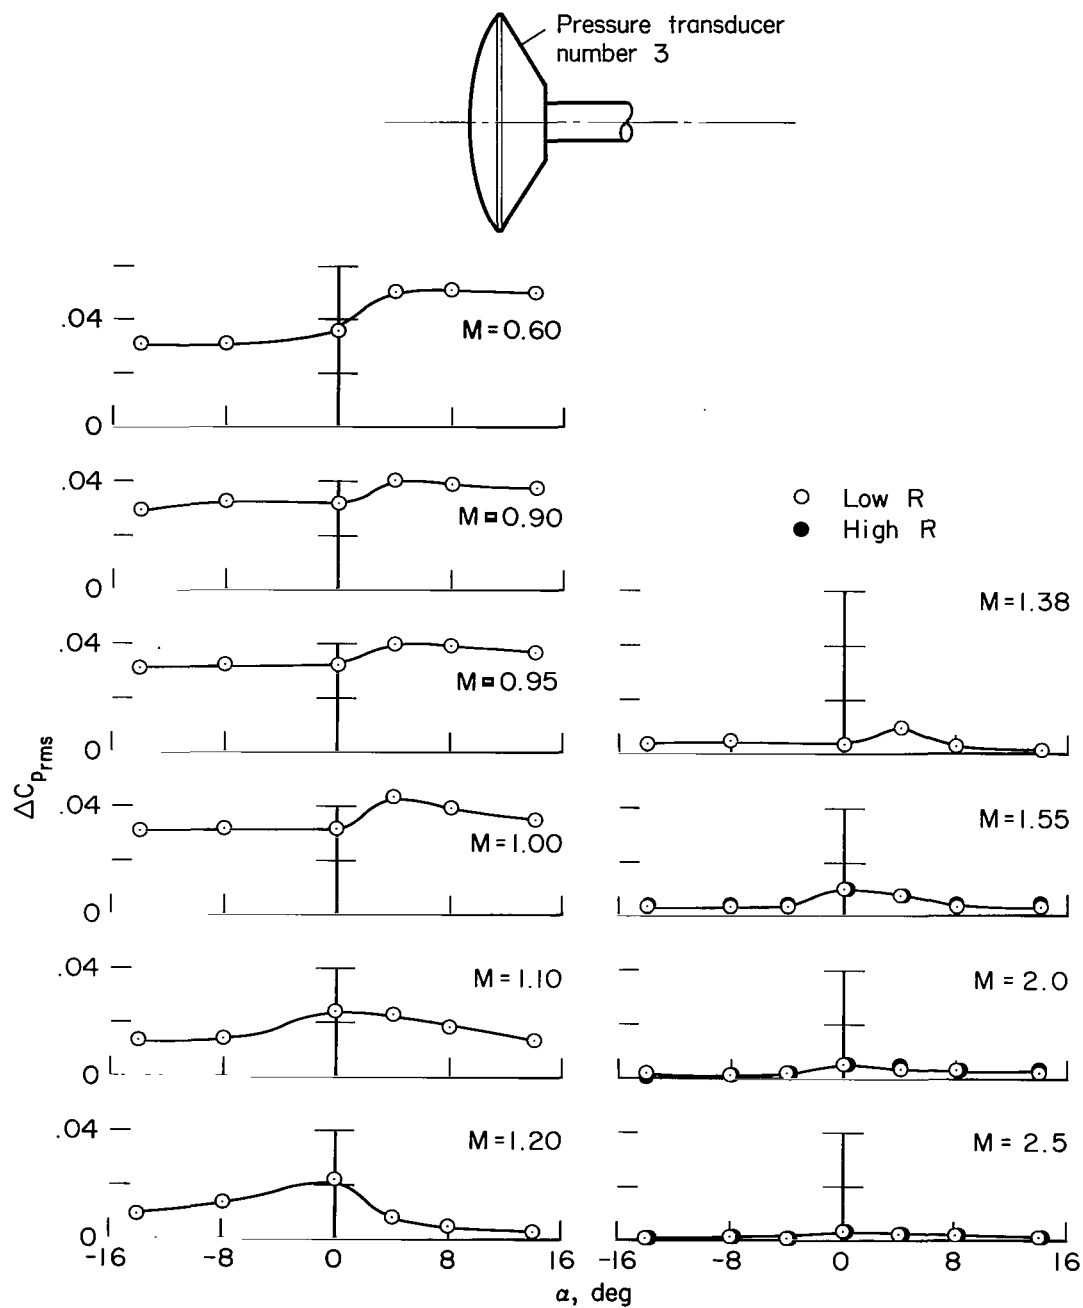 Pressure transducer
number 3
.04
M=0.60
0
.04
M=0.90
0
Low R
High R
.04
M=0.95
0
M=1.38
ΔCprms
.04
M=1.00
0
M=1.55
.04
M=1.10
0
M=2.0
.04
M=1.20
0
M=2.5
-16 -8 0 8 16
-16 -8 0 8 16
α, deg